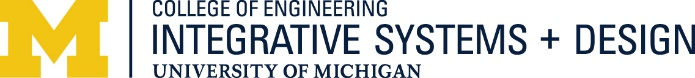 M
COLLEGE OF ENGINEERING
INTEGRATIVE SYSTEMS + DESIGN
UNIVERSITY OF MICHIGAN